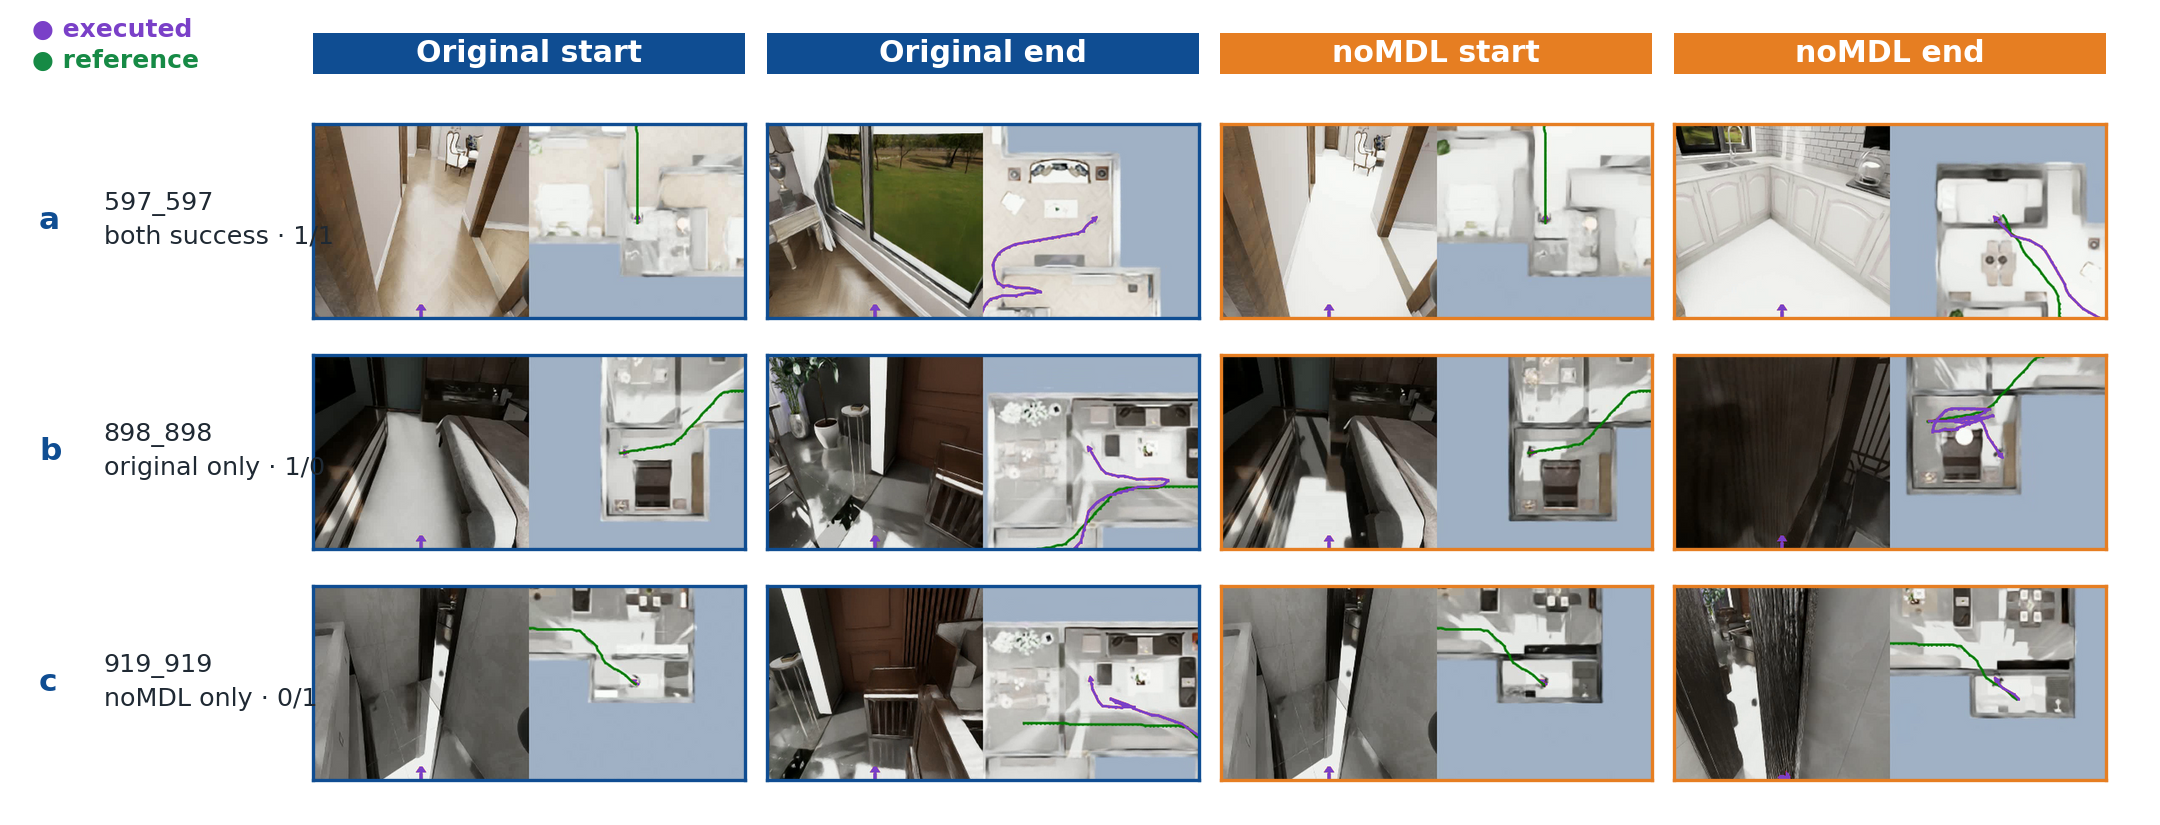 ● executed
● reference
Original start
Original end
noMDL start
noMDL end
a
597_597
both success · 1/1
b
898_898
original only · 1/0
c
919_919
noMDL only · 0/1